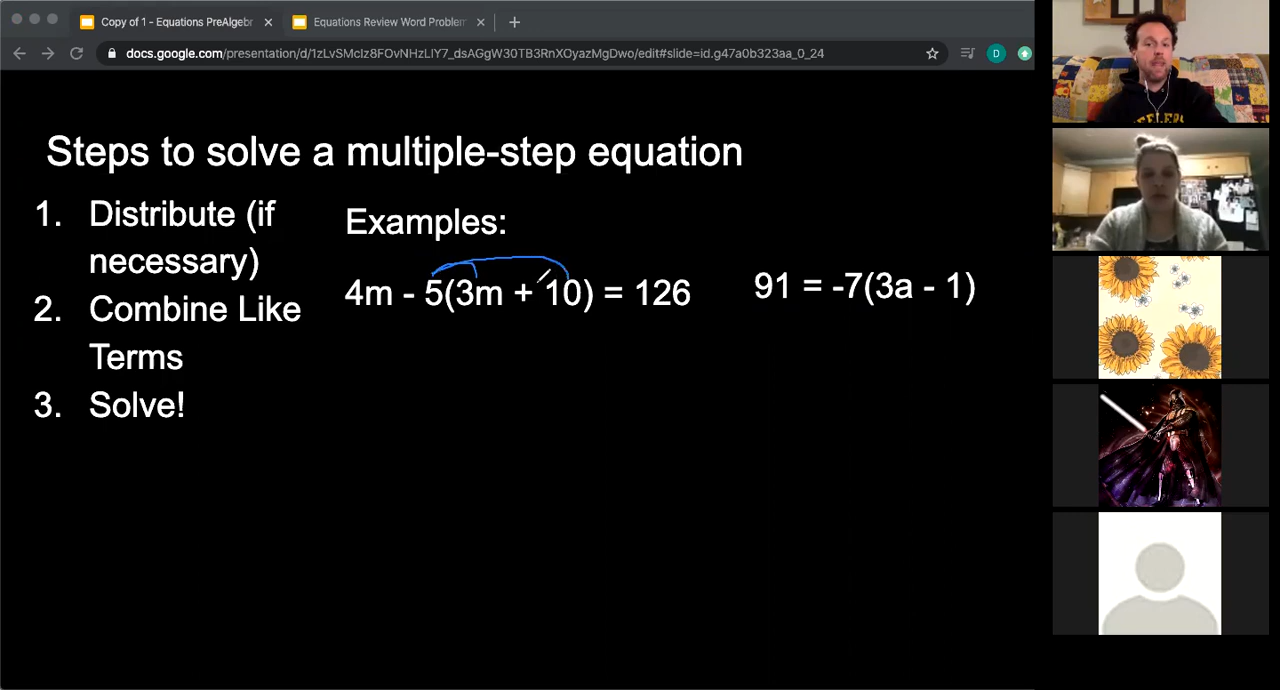 Copy of 1 - Equations PreAlgebr
Equations Review Word Problem
docs.google.com/presentation/d/1zLvSMcIz8FOvNHzLIY7_dsAGgW30TB3RnXOyazMgDwo/edit#slide=id.g47a0b323aa_0_24
D
Steps to solve a multiple-step equation
1. Distribute (if
necessary)
2. Combine Like
Terms
3. Solve!
Examples:
4m - 5(3m + 10) = 126
91 = -7(3a - 1)